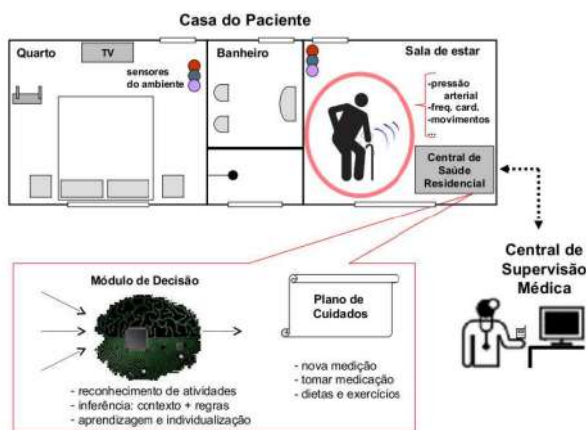 Casa do Paciente
Quarto
TV
sensores
do ambiente
Banheiro
Sala de estar
-pressão
arterial
-freq. card.
-movimentos
-...
Central de
Saúde
Residencial
Central de
Supervisão
Médica
Módulo de Decisão
- reconhecimento de atividades
- inferência: contexto + regras
- aprendizagem e individualização
Plano de
Cuidados
- nova medição
- tomar medicação
- dietas e exercícios